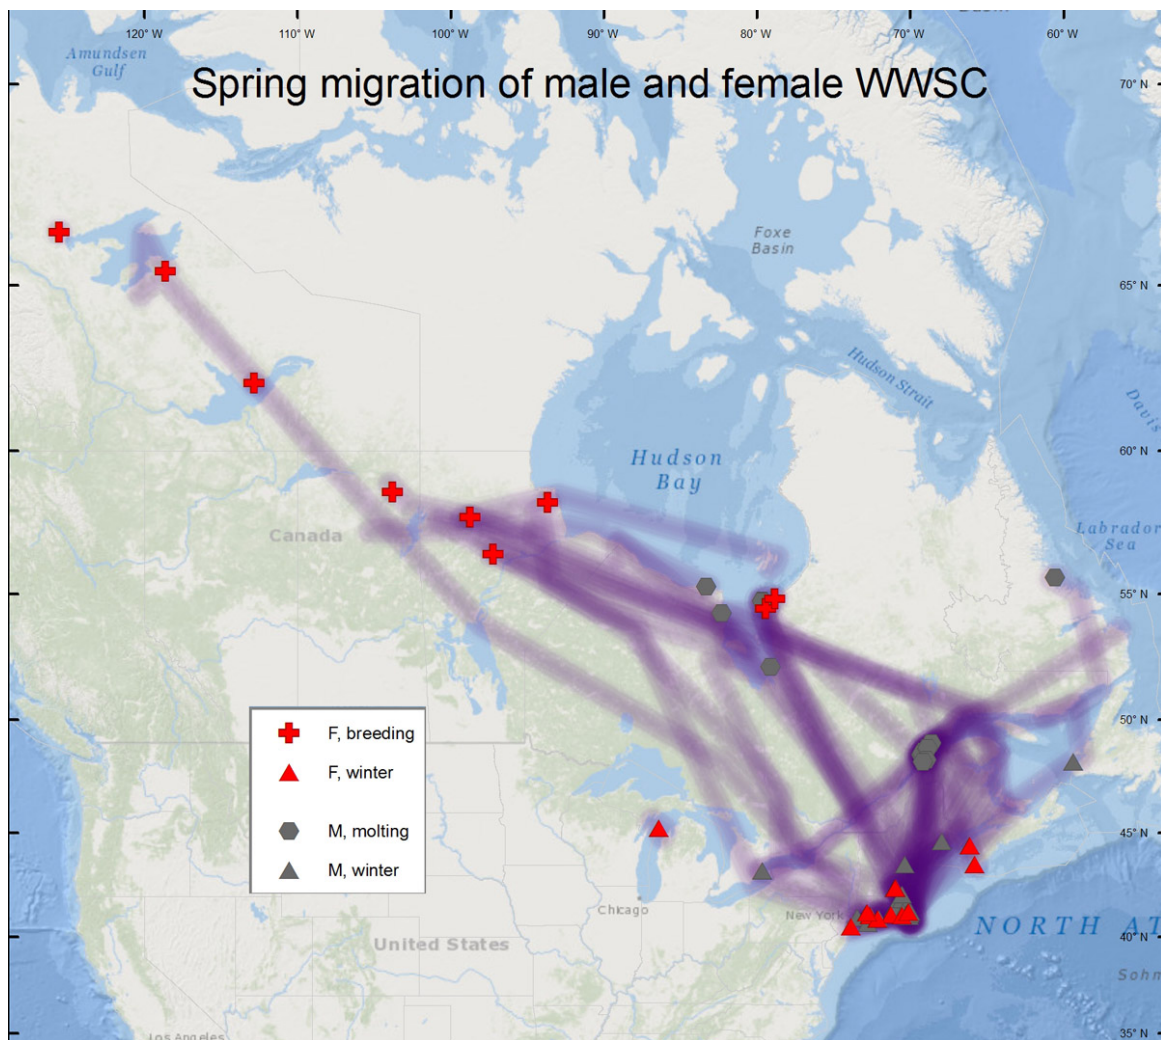 Basin
120° W 110° W 100° W 90° W 80° W 70° W 60° W
Amundsen
Gulf
Spring migration of male and female WWSC
70° N
Foxe
Basin
65° N
Hudson Strait
Davis
60° N
Hudson
Bay
Canada
Labrador
Sea
55° N
50° N
F, breeding
F, winter
M, molting
M, winter
45° N
Chicago
New York
NORTH AT
United States
40° N
Sohm
Los Angeles
35° N